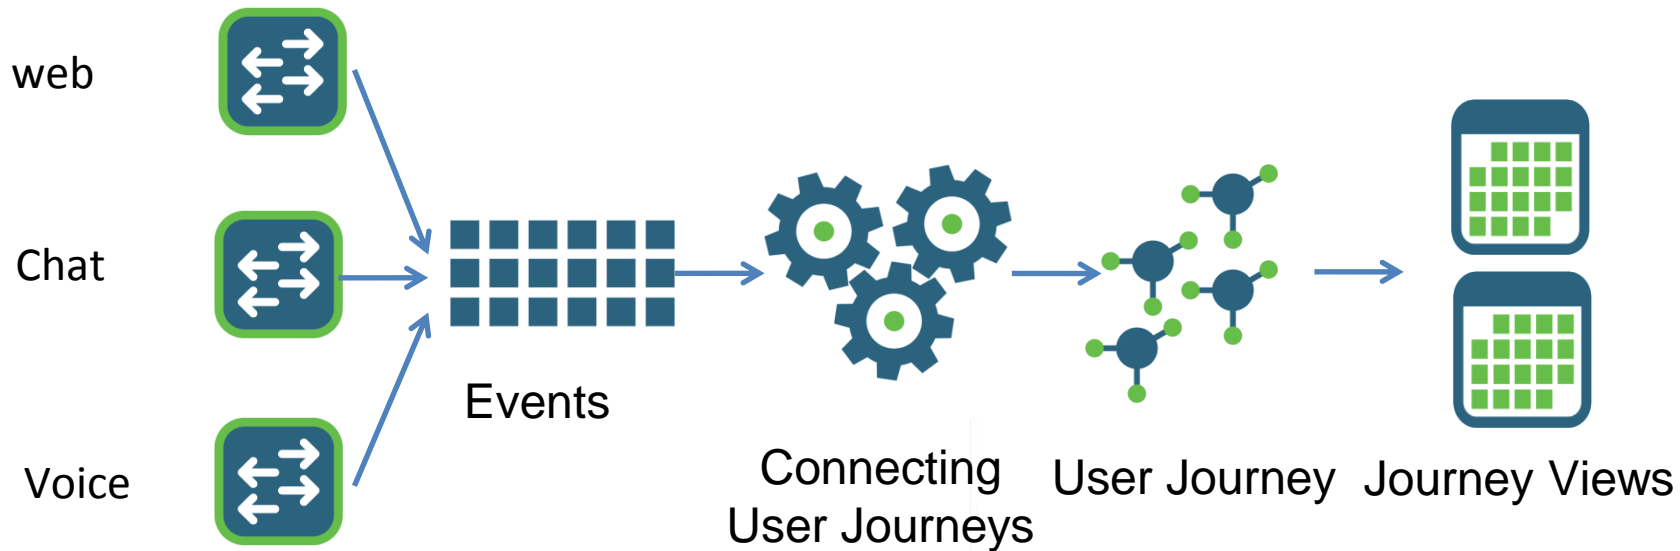 web
Chat
Voice
Events
Connecting
User Journeys
User Journey
Journey Views